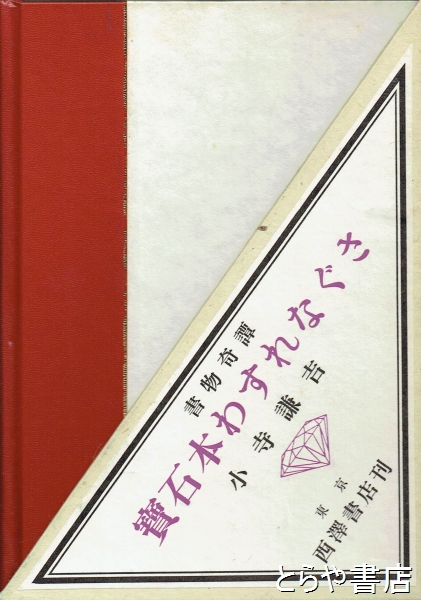 書物奇譚
寶石本わすれなぐさ
小寺謙吉
東京
西澤書店刊
とらや書店